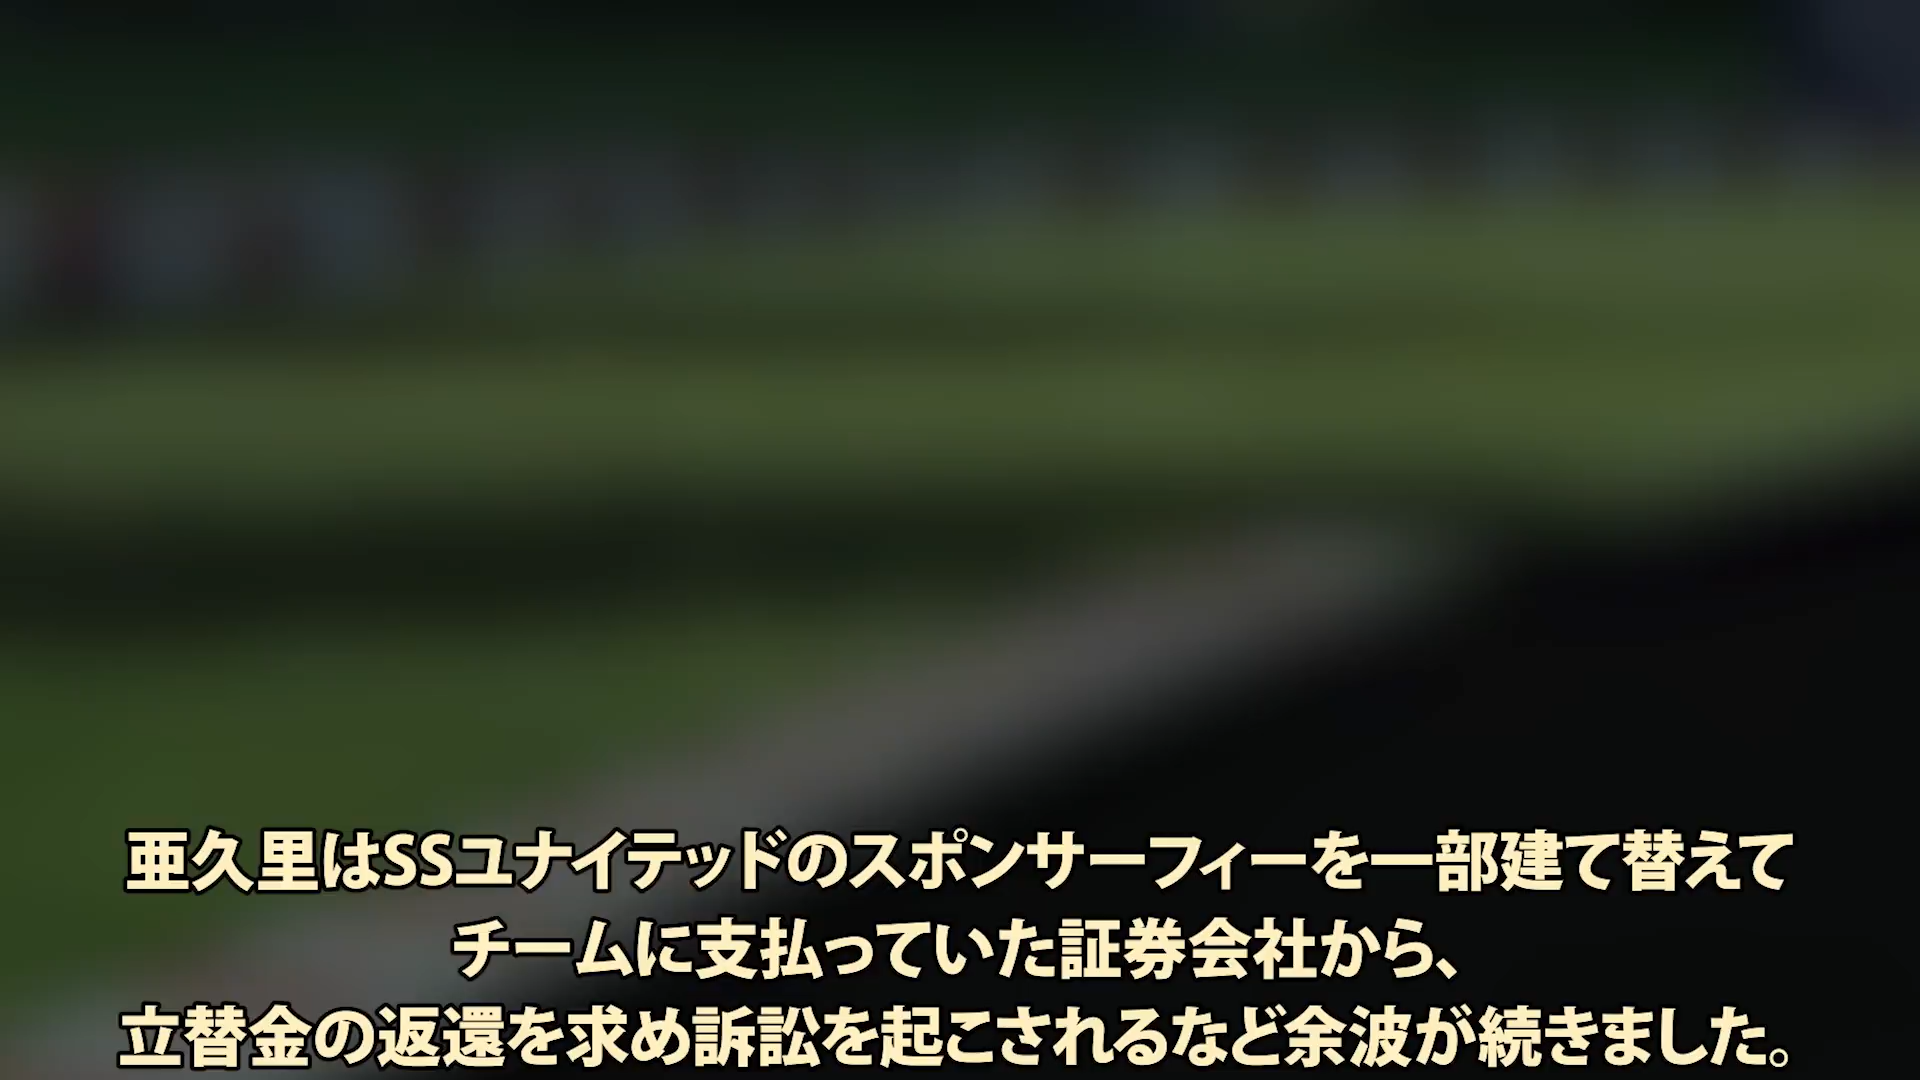 亜久里はSSユナイテッドのスポンサーフィーを一部建て替えて
チームに支払っていた証券会社から、
立替金の返還を求め訴訟を起こされるなど余波が続きました。